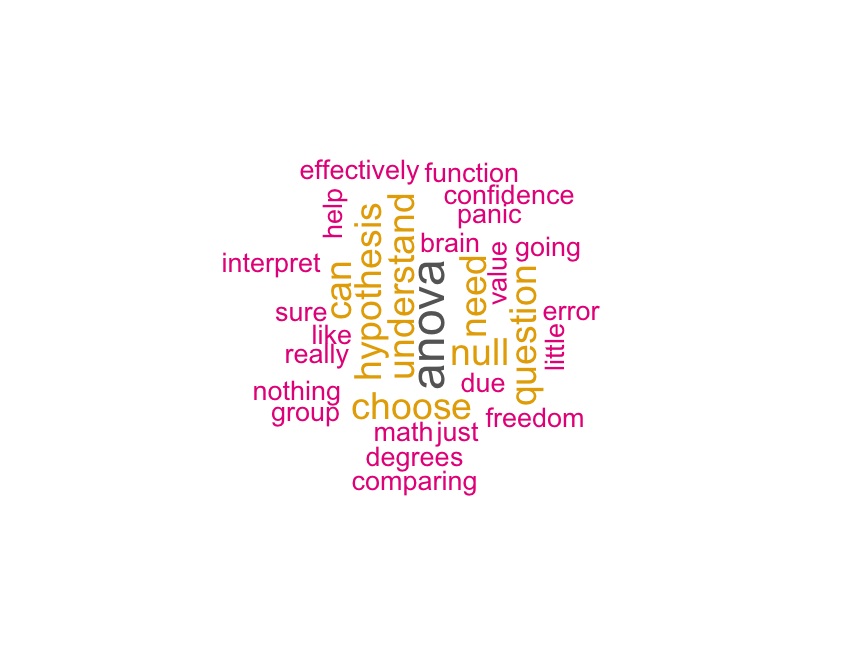 effectively
function
help
confidence
panic
hypothesis
understand
brain
going
interpret
can
anova
need
value
question
sure
error
like
little
really
null
nothing
due
group
choose
freedom
math
just
degrees
comparing